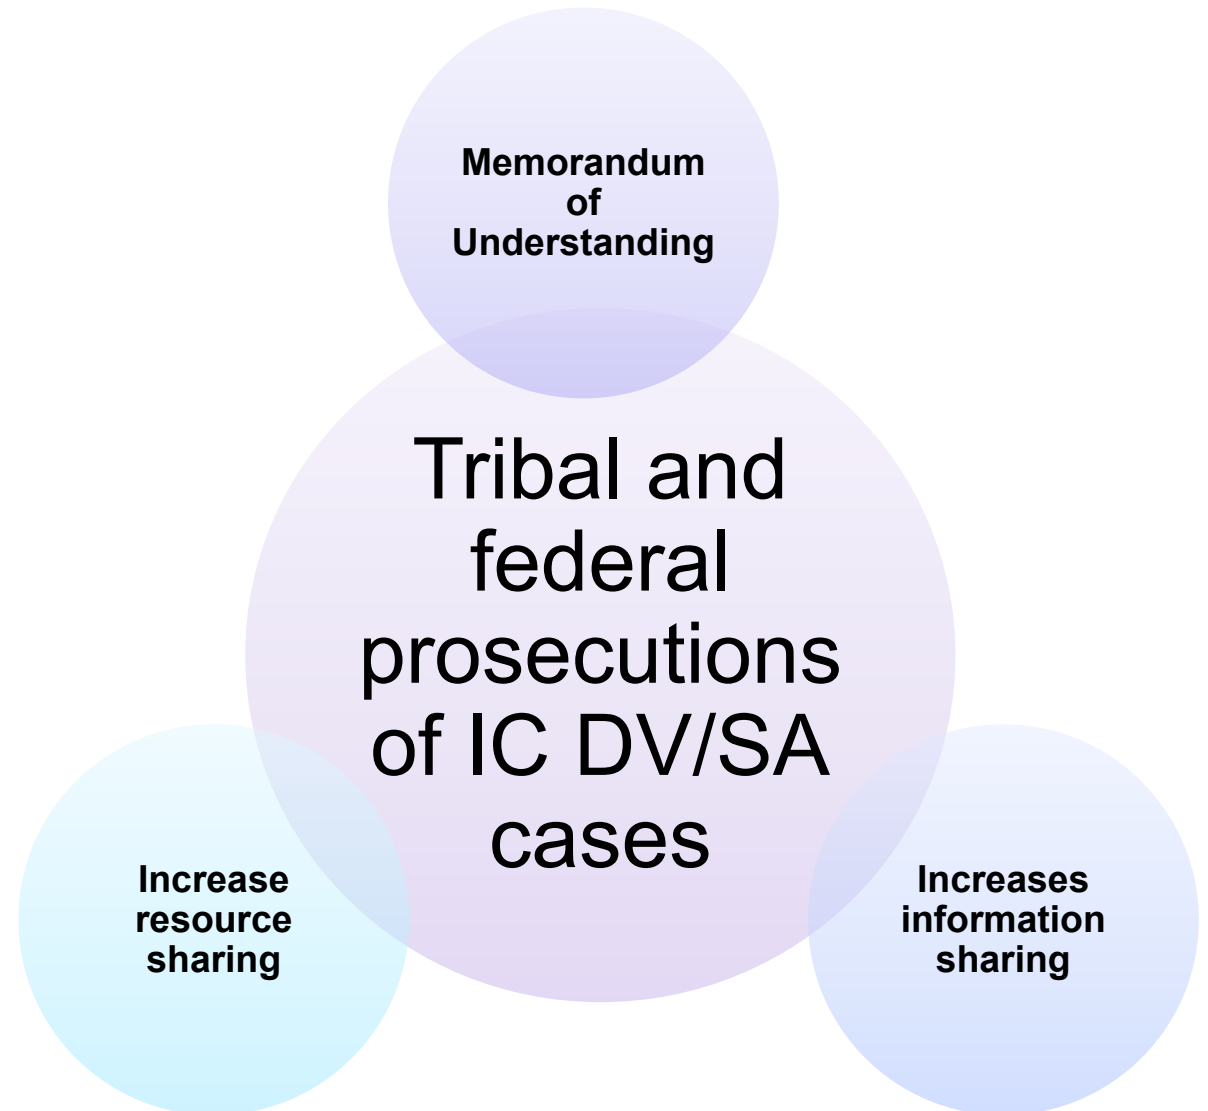 Memorandum
of
Understanding
Tribal and
federal
prosecutions
of IC DV/SA
cases
Increase
resource
sharing
Increases
information
sharing